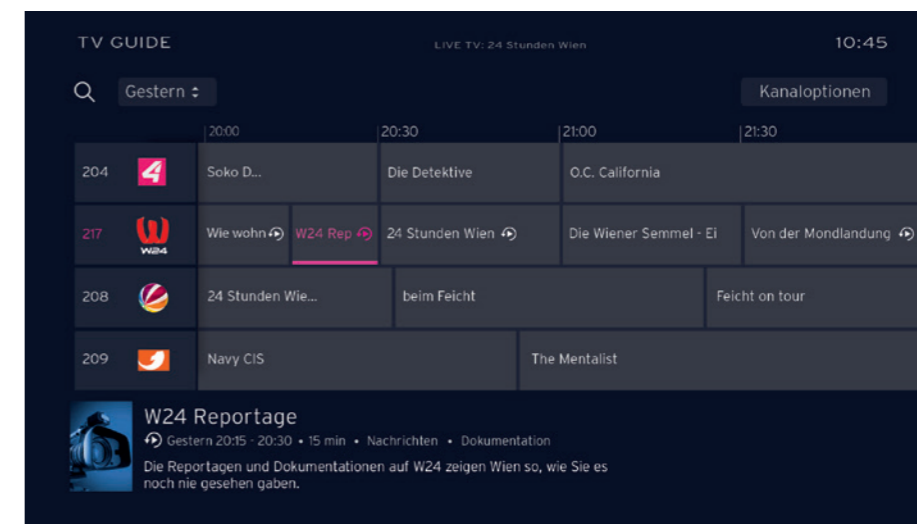 TV GUIDE LIVE TV: 24 Stunden Wien 10:45
Gestern Kanaloptionen
20:00 20:30 21:00 21:30
204 4 Soko D... Die Detektive O.C. California
217 W24 Wie wohn W24 Rep 24 Stunden Wien Die Wiener Semmel - Ei Von der Mondlandung
208 24 Stunden Wie... beim Feicht Feicht on tour
209 Navy CIS The Mentalist
W24 Reportage
Gestern 20:15 - 20:30 • 15 min • Nachrichten • Dokumentation
Die Reportagen und Dokumentationen auf W24 zeigen Wien so, wie Sie es
noch nie gesehen gaben.